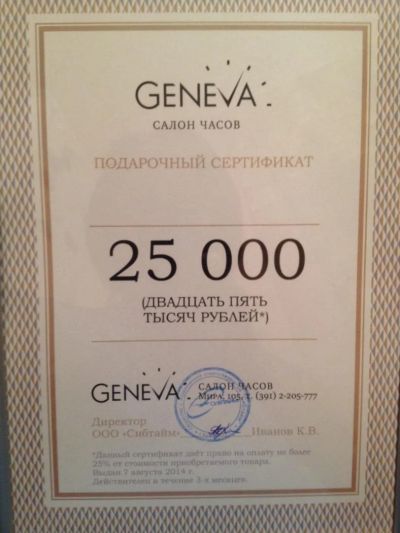 GENEVA
САЛОН ЧАСОВ
ПОДАРОЧНЫЙ СЕРТИФИКАТ
25 000
(ДВАДЦАТЬ ПЯТЬ
ТЫСЯЧ РУБЛЕЙ*)
GENEVA САЛОН ЧАСОВ
Мира, 105, т. (391) 2-205-777
Директор
ООО «Сибтайм» Иванов К.В.
*Данный сертификат даёт право на оплату не более
25% от стоимости приобретаемого товара.
Выдан 7 августа 2014 г.
Действителен в течение 3-х месяцев.